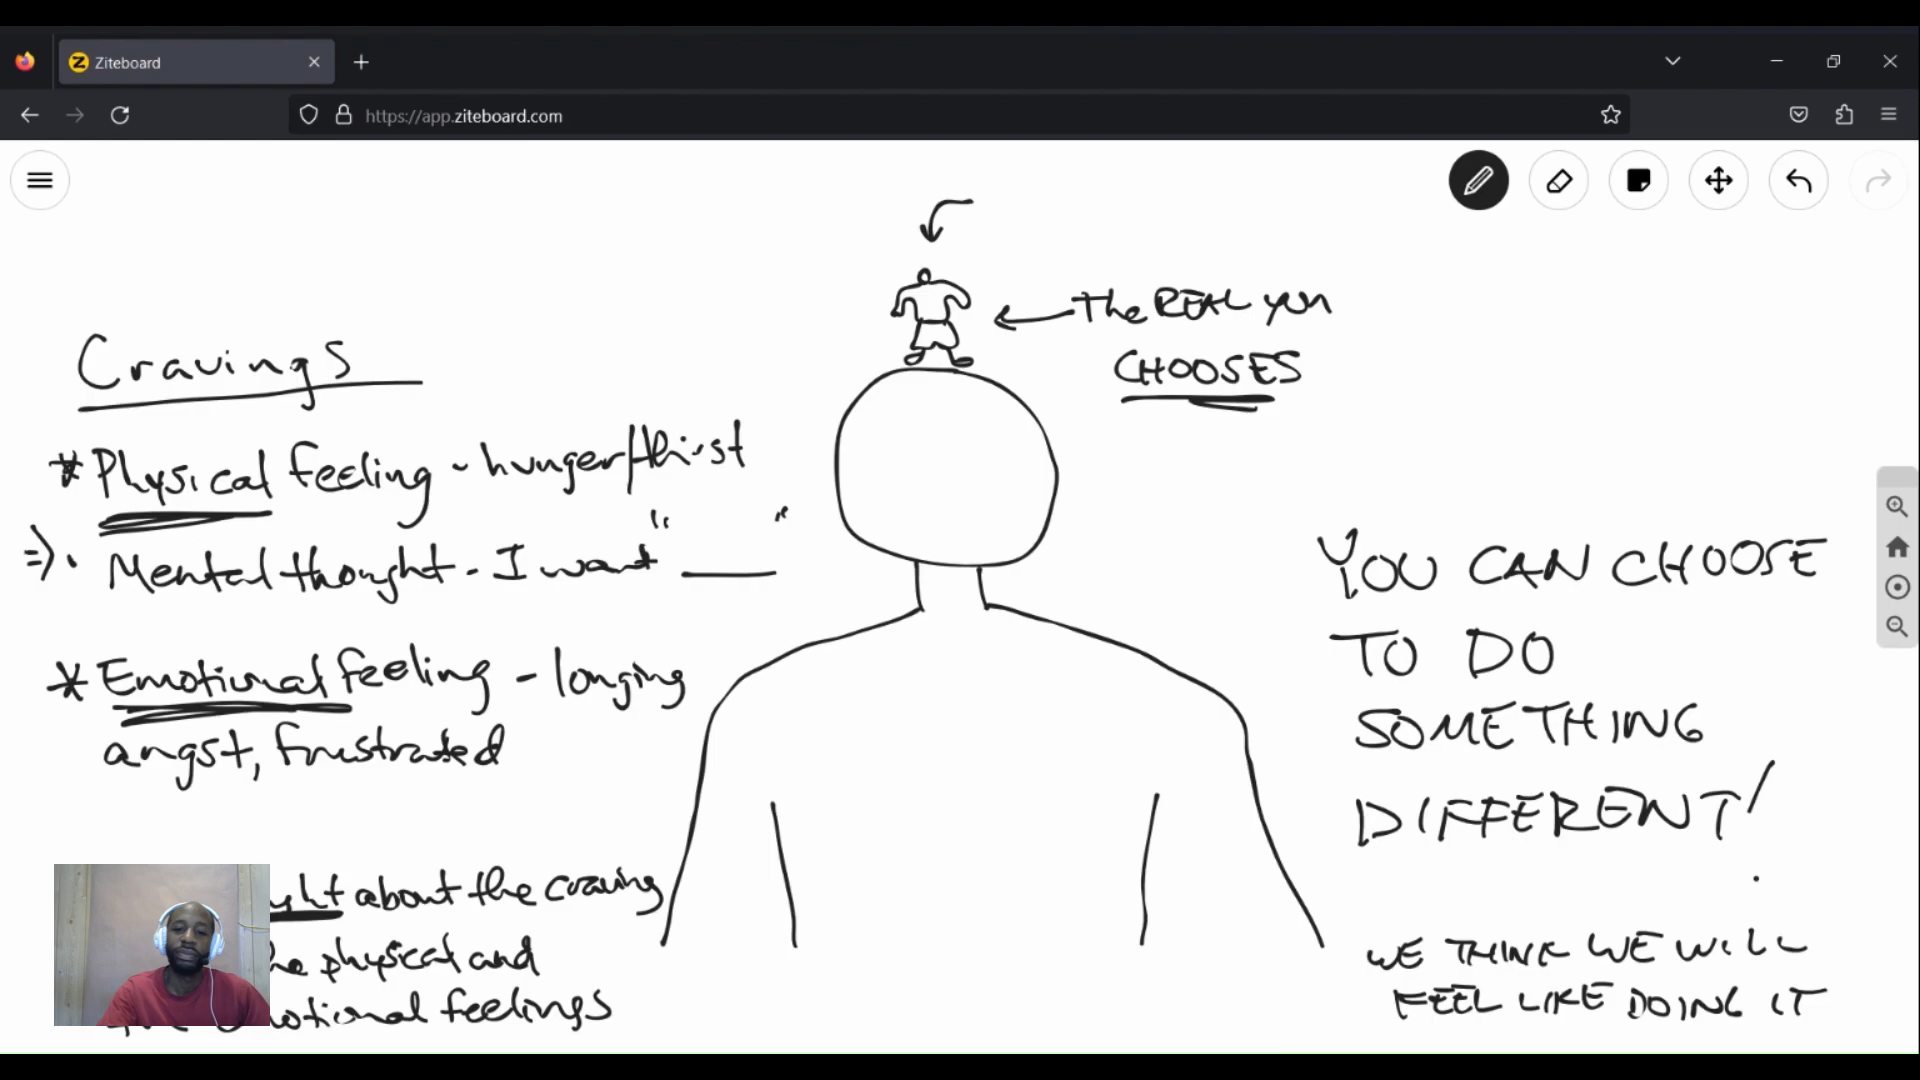 Ziteboard
https://app.ziteboard.com
The REAL you
CHOOSES
Cravings
* Physical feeling - hunger/thirst
=> • Mental thought - I want "____"
* Emotional feeling - longing
angst, frustrated
about the craving
physical and
emotional feelings
YOU CAN CHOOSE
TO DO
SOMETHING
DIFFERENT!
WE THINK WE WILL
FEEL LIKE DOING IT